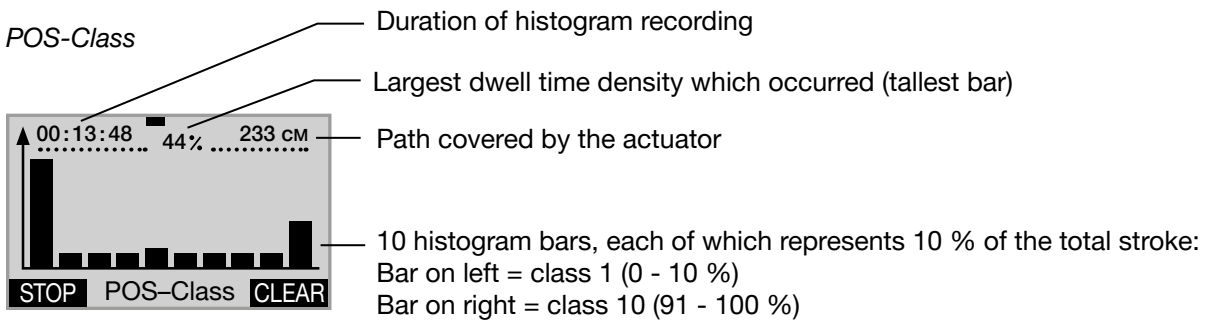 POS-Class
Duration of histogram recording
Largest dwell time density which occurred (tallest bar)
00:13:48 44% 233 CM
Path covered by the actuator
10 histogram bars, each of which represents 10 % of the total stroke:
Bar on left = class 1 (0 - 10 %)
Bar on right = class 10 (91 - 100 %)
STOP POS–Class CLEAR